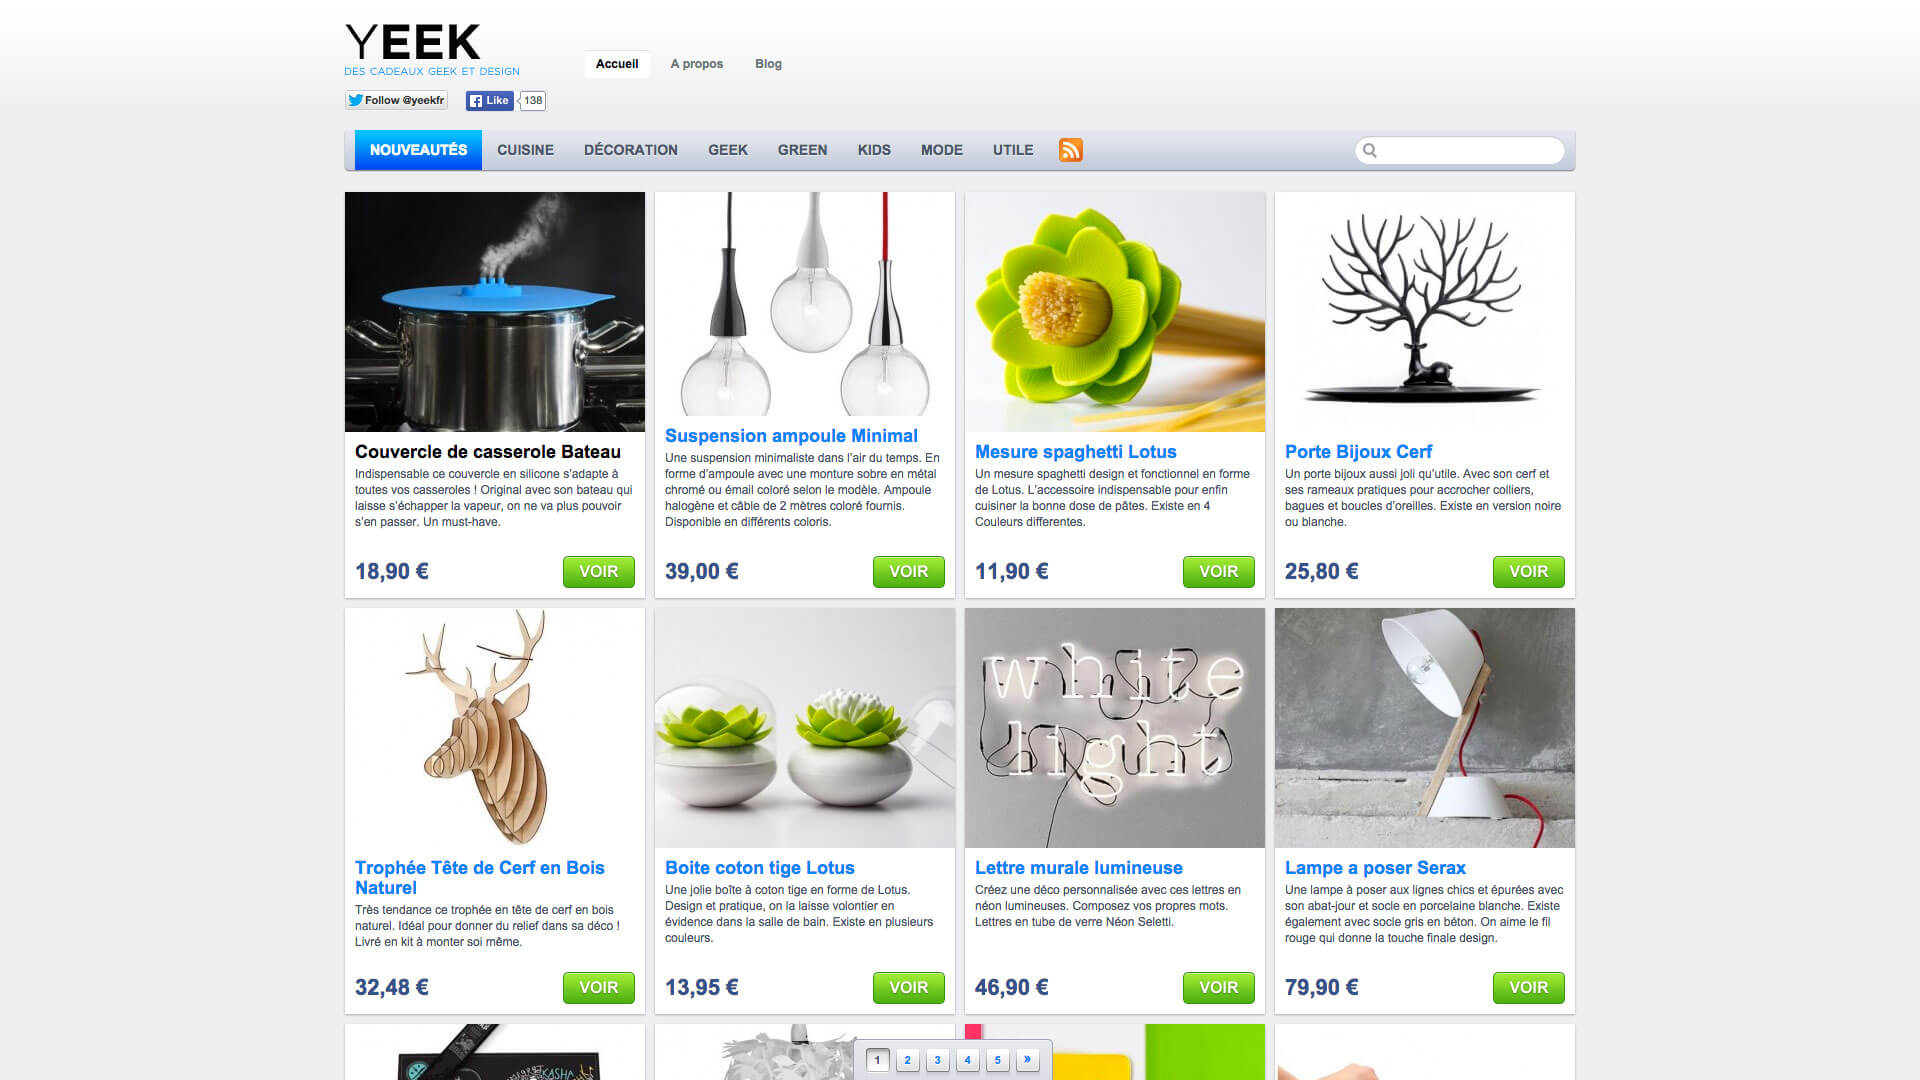 YEEK
DES CADEAUX GEEK ET DESIGN
Accueil
A propos
Blog
Follow @yeekfr
Like
138
NOUVEAUTÉS
CUISINE
DÉCORATION
GEEK
GREEN
KIDS
MODE
UTILE
Couvercle de casserole Bateau
Indispensable ce couvercle en silicone s'adapte à
toutes vos casseroles ! Original avec son bateau qui
laisse s'échapper la vapeur, on ne va plus pouvoir
s'en passer. Un must-have.
18,90 €
VOIR
Suspension ampoule Minimal
Une suspension minimaliste dans l'air du temps. En
forme d'ampoule avec une monture sobre en métal
chromé ou émail coloré selon le modèle. Ampoule
halogène et câble de 2 mètres coloré fournis.
Disponible en différents coloris.
39,00 €
VOIR
Mesure spaghetti Lotus
Un mesure spaghetti design et fonctionnel en forme
de Lotus. L'accessoire indispensable pour enfin
cuisiner la bonne dose de pâtes. Existe en 4
Couleurs differentes.
11,90 €
VOIR
Porte Bijoux Cerf
Un porte bijoux aussi joli qu'utile. Avec son cerf et
ses rameaux pratiques pour accrocher colliers,
bagues et boucles d'oreilles. Existe en version noire
ou blanche.
25,80 €
VOIR
Trophée Tête de Cerf en Bois
Naturel
Très tendance ce trophée en tête de cerf en bois
naturel. Idéal pour donner du relief dans sa déco !
Livré en kit à monter soi même.
32,48 €
VOIR
Boite coton tige Lotus
Une jolie boîte à coton tige en forme de Lotus.
Design et pratique, on la laisse volontier en
évidence dans la salle de bain. Existe en plusieurs
couleurs.
13,95 €
VOIR
white
light
Lettre murale lumineuse
Créez une déco personnalisée avec ces lettres en
néon lumineuses. Composez vos propres mots.
Lettres en tube de verre Néon Seletti.
46,90 €
VOIR
Lampe a poser Serax
Une lampe à poser aux lignes chics et épurées avec
son abat-jour et socle en porcelaine blanche. Existe
également avec socle gris en béton. On aime le fil
rouge qui donne la touche finale design.
79,90 €
VOIR
KASHA
1 2 3 4 5 »